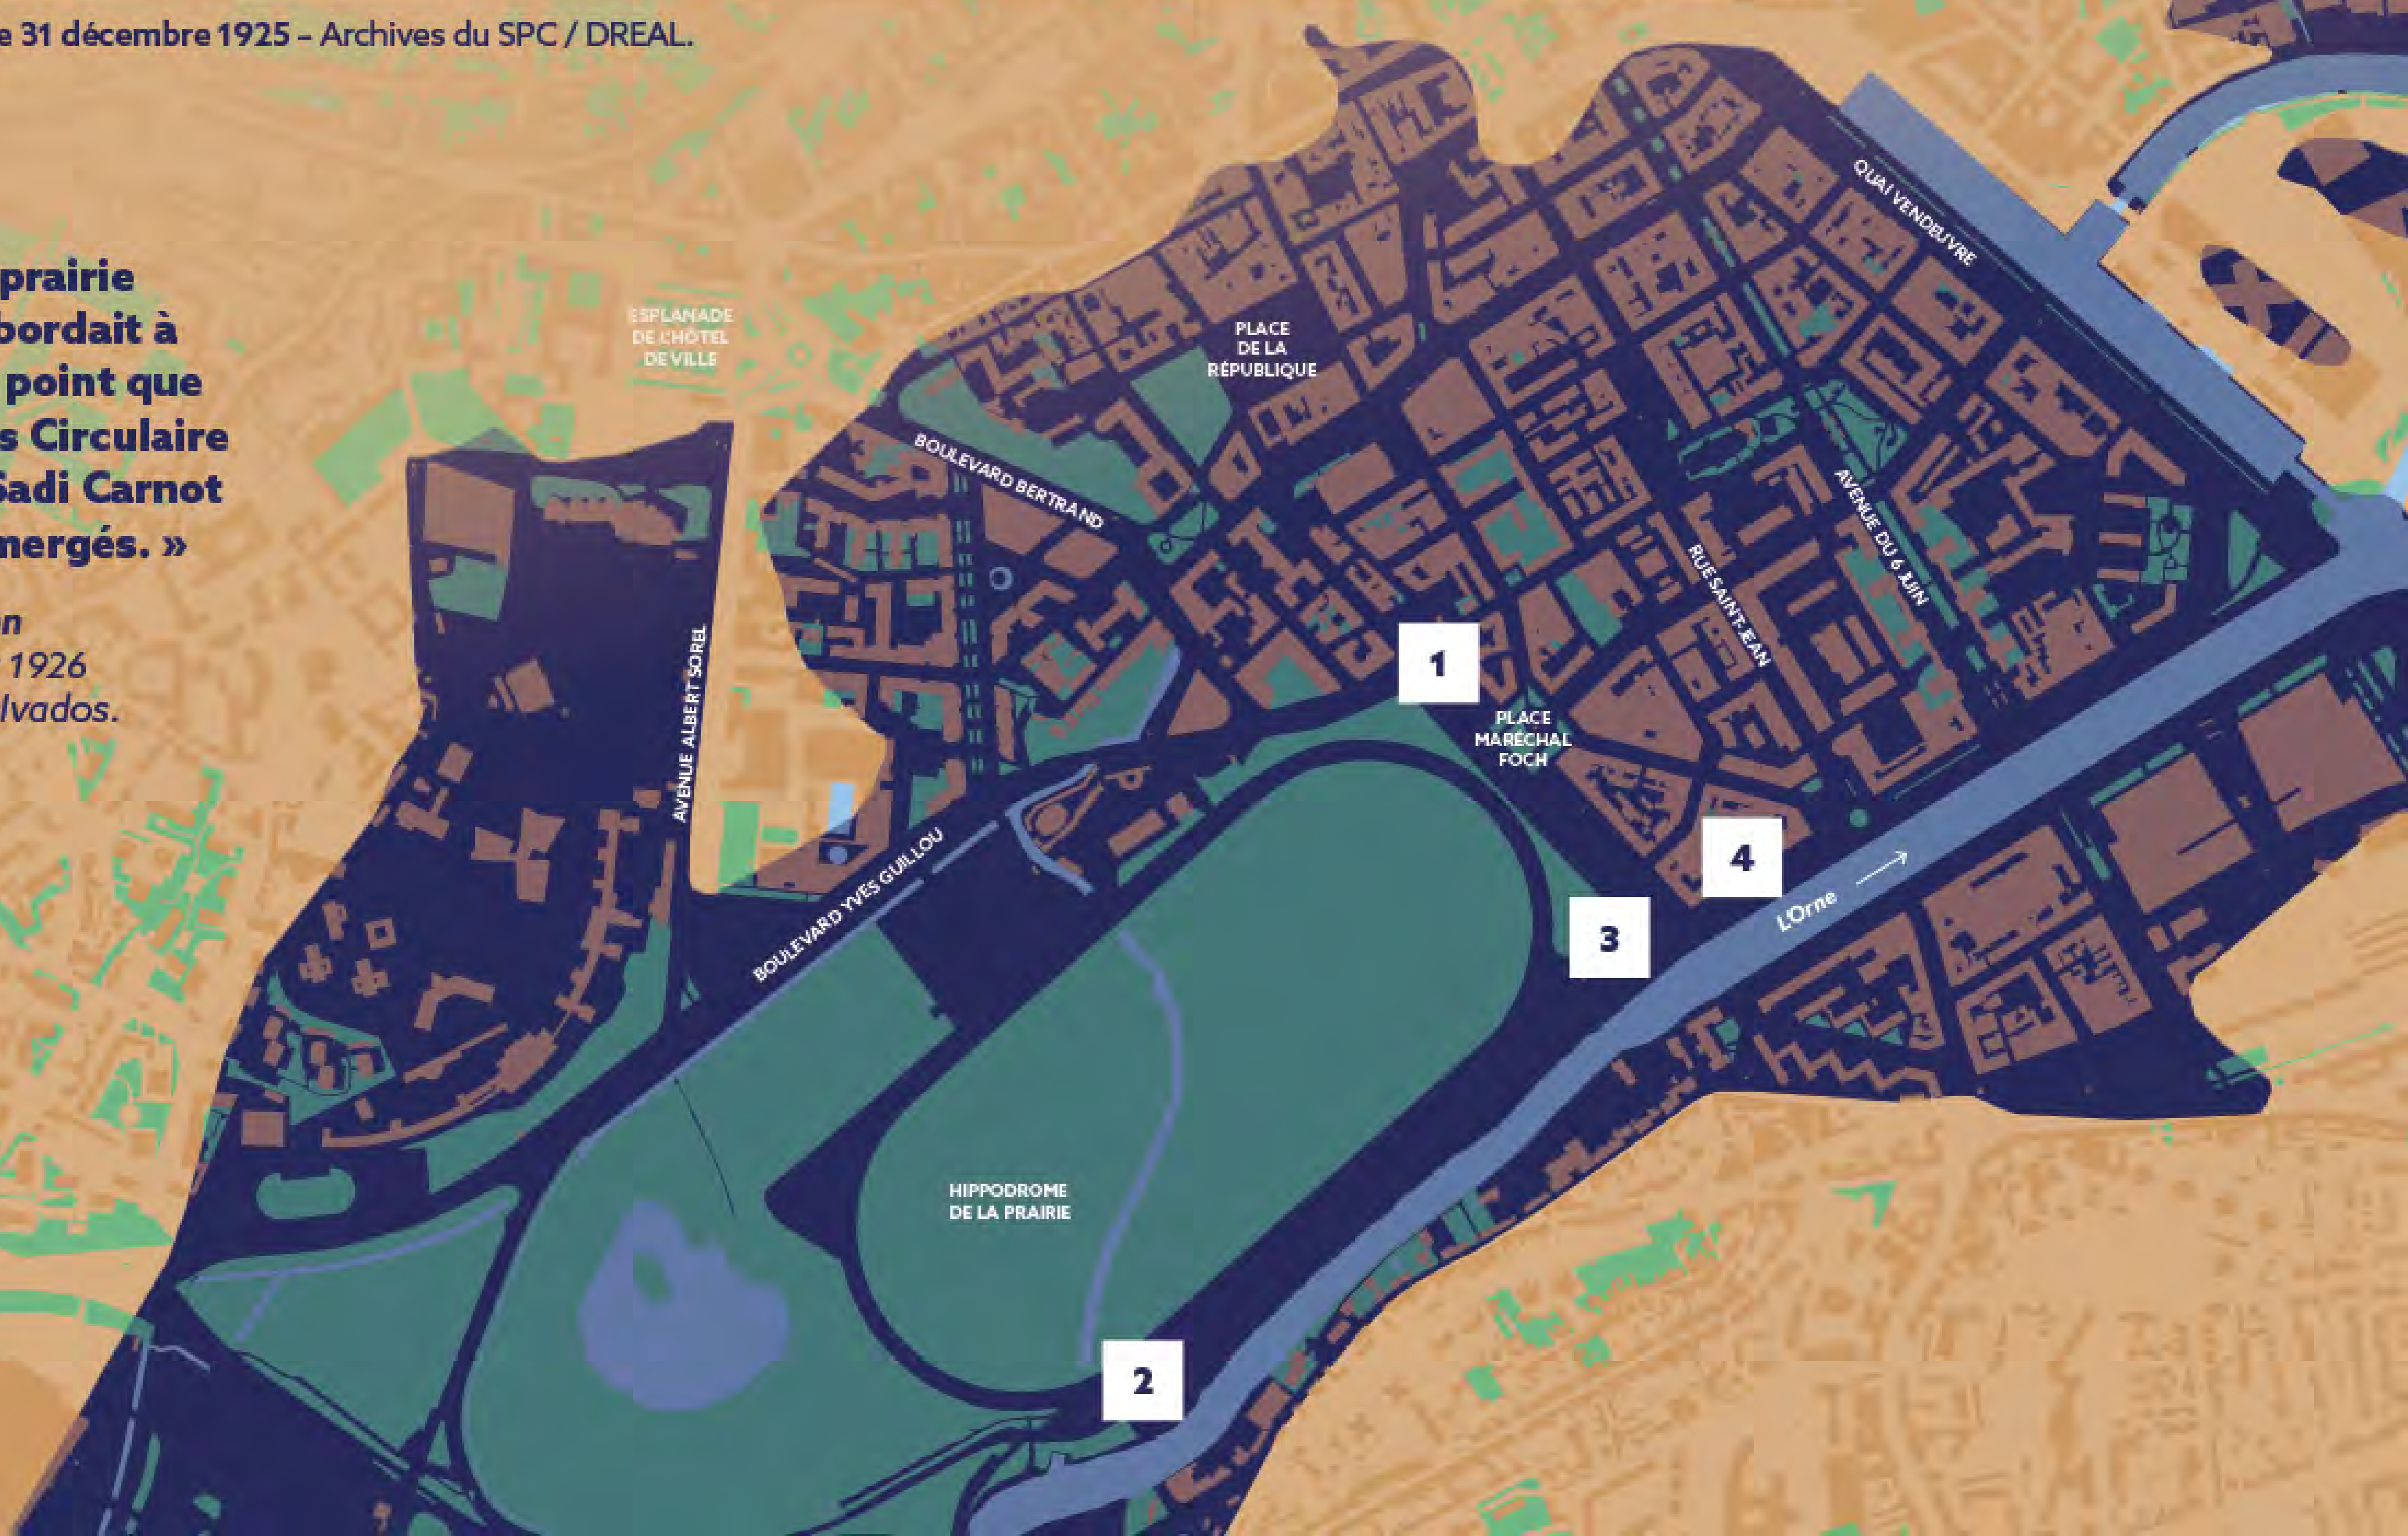 e 31 décembre 1925 – Archives du SPC / DREAL.
prairie
bordait à
point que
s Circulaire
Sadi Carnot
mergés. »
n
1926
lvados.
ESPLANADE
DE L'HÔTEL
DE VILLE
PLACE
DE LA
RÉPUBLIQUE
QUAI VENDEUVRE
BOULEVARD BERTRAND
AVENUE DU 6 JUIN
RUE SAINT-JEAN
AVENUE ALBERT SOREL
1
PLACE
MARÉCHAL
FOCH
BOULEVARD YVES GUILLOU
4
L'Orne
3
HIPPODROME
DE LA PRAIRIE
2